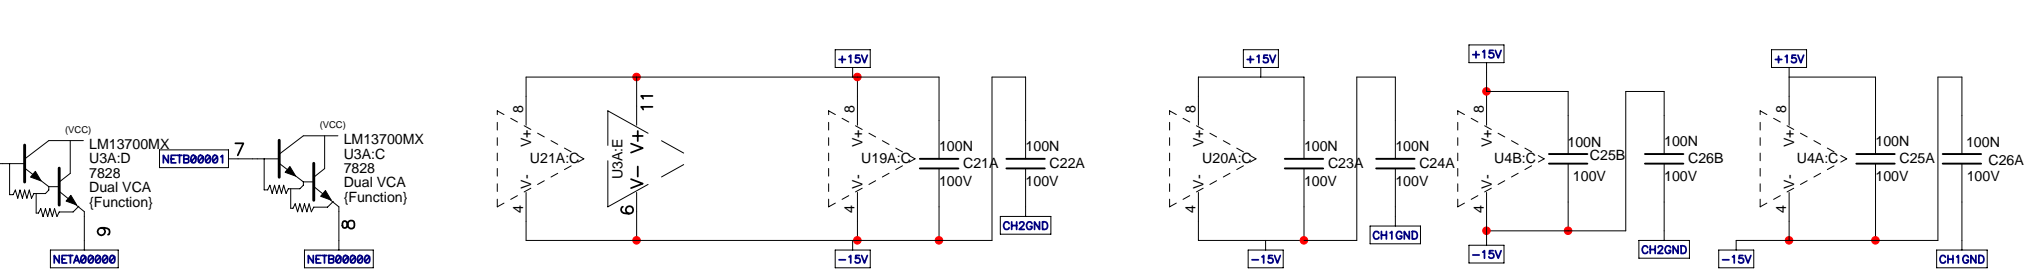 (VCC)
LM13700MX
U3A:D
7828
Dual VCA
{Function}
9
NETA00000
NETB00001
7
(VCC)
LM13700MX
U3A:C
7828
Dual VCA
{Function}
8
NETB00000
8
V+
U21A:C
V-
4
11
V+
U3A:E
V-
6
+15V
8
V+
U19A:C
V-
4
-15V
100N
C21A
100V
100N
C22A
100V
CH2GND
+15V
8
V+
U20A:C
V-
4
-15V
100N
C23A
100V
100N
C24A
100V
CH1GND
+15V
8
V+
U4B:C
V-
4
-15V
100N
C25B
100V
100N
C26B
100V
CH2GND
+15V
8
V+
U4A:C
V-
4
-15V
100N
C25A
100V
100N
C26A
100V
CH1GND